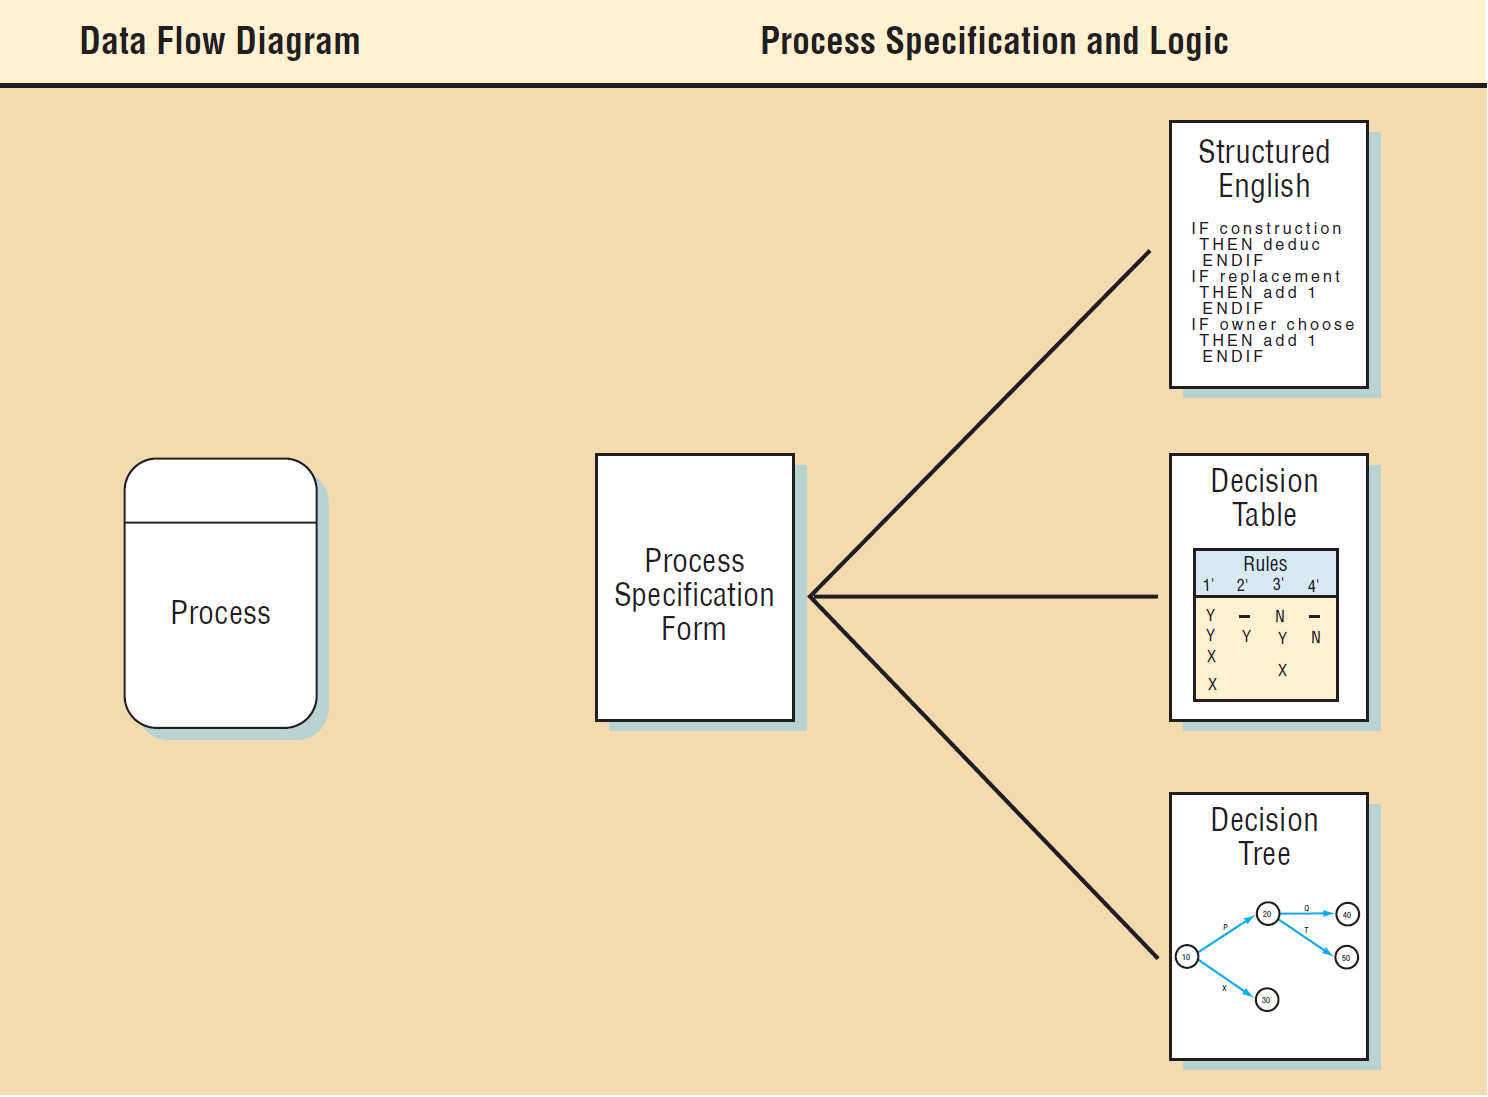 Data Flow Diagram
Process Specification and Logic
Process
Process
Specification
Form
Structured
English
IF construction
THEN deduc
ENDIF
IF replacement
THEN add 1
ENDIF
IF owner choose
THEN add 1
ENDIF
Decision
Table
Rules
1' 2' 3' 4'
Y – N –
Y Y Y N
X
X
X
Decision
Tree
10
P
X
20
30
Q
T
40
50